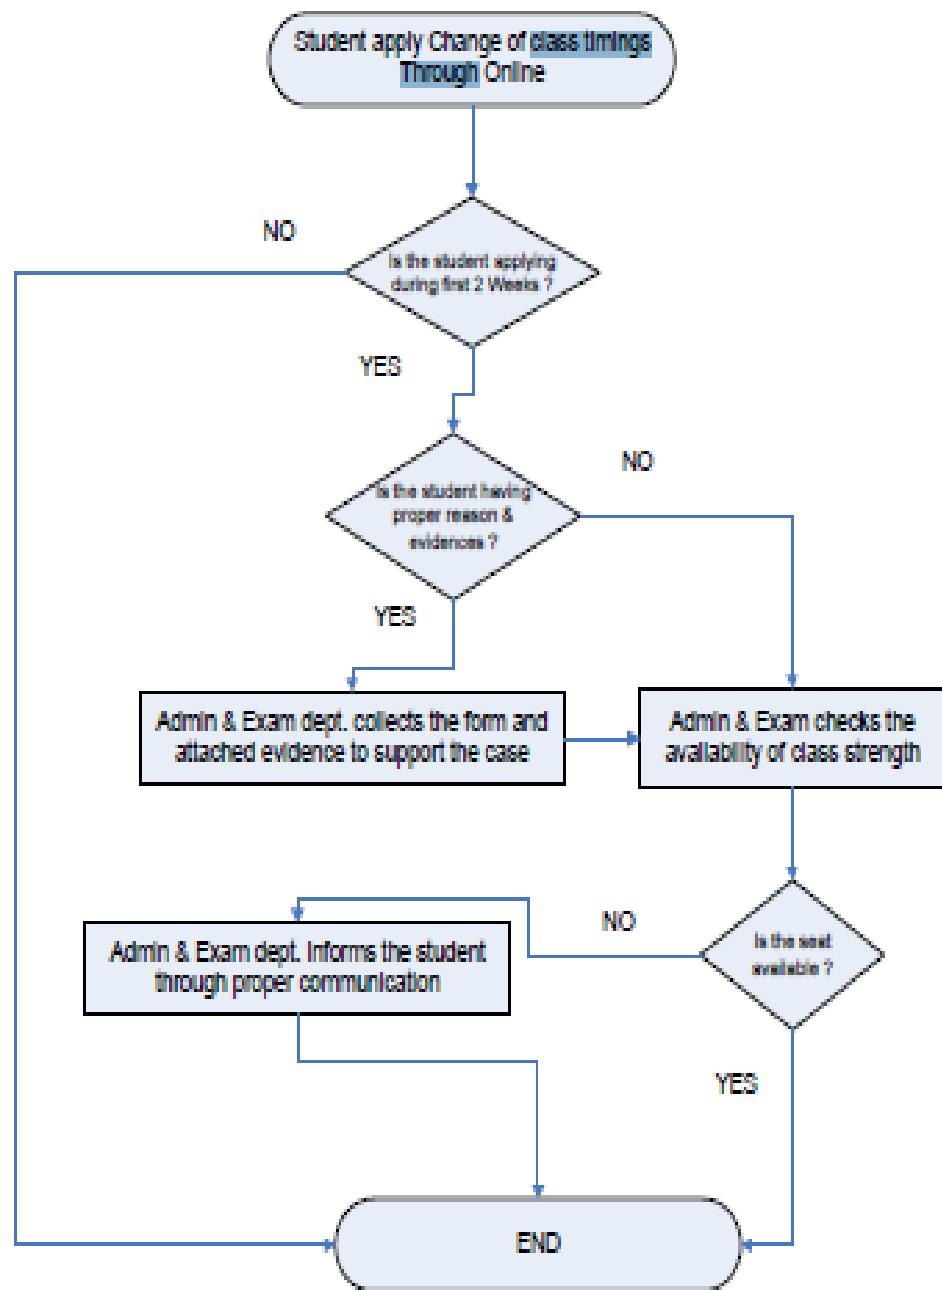 Student apply Change of class timings
Through Online
NO
Is the student applying
during first 2 Weeks ?
YES
Is the student having
proper reason &
evidences ?
NO
YES
Admin & Exam dept. collects the form and
attached evidence to support the case
Admin & Exam checks the
availability of class strength
Is the seat
available ?
NO
Admin & Exam dept. Informs the student
through proper communication
YES
END